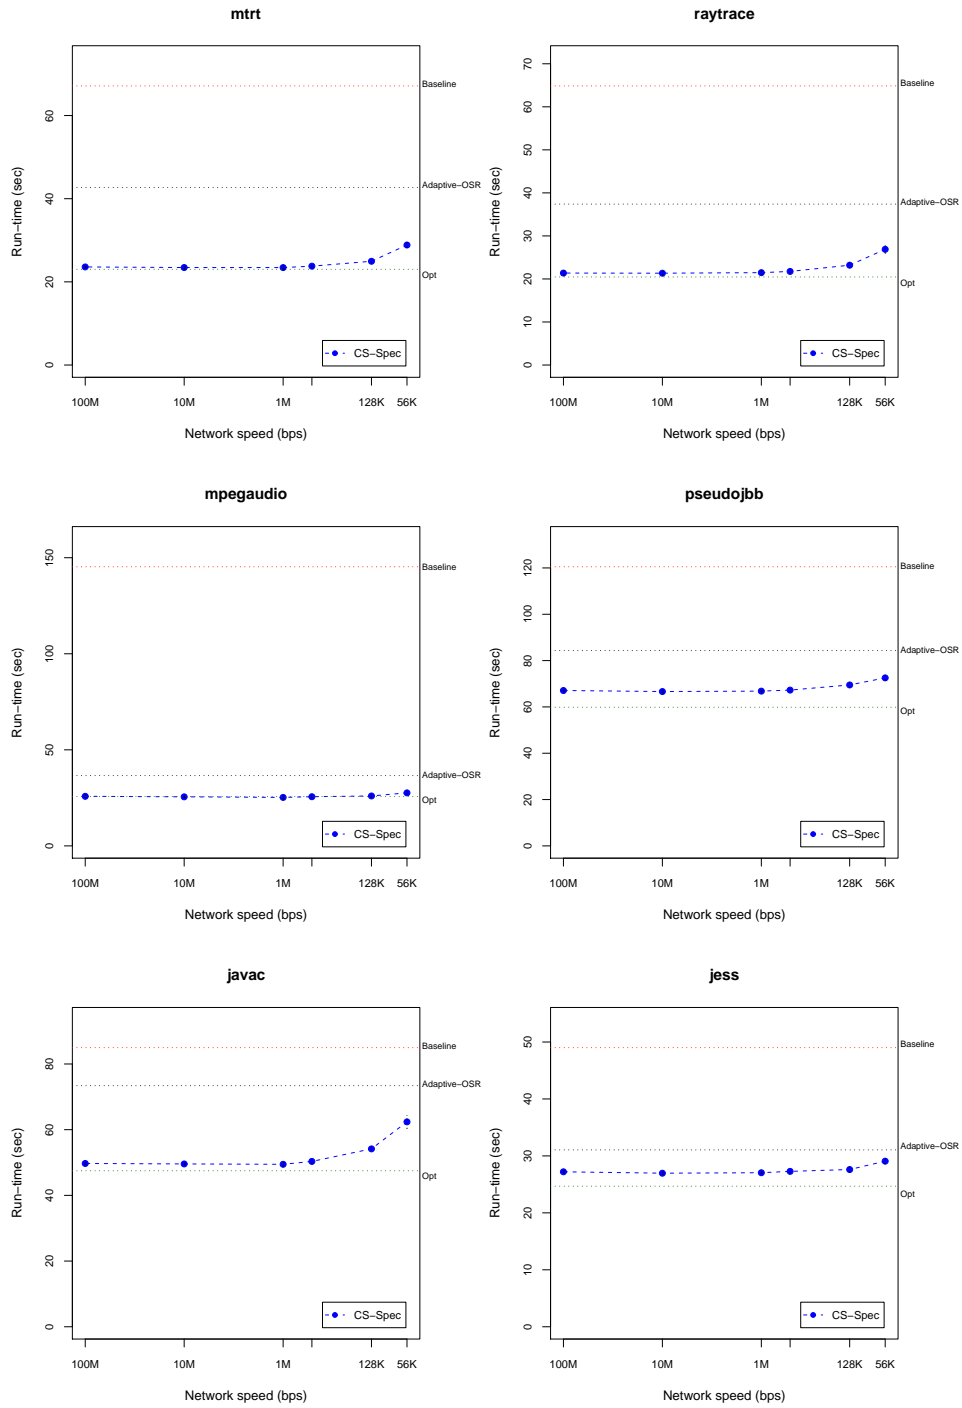 mtrt
Run−time (sec)
0
20
40
60
Baseline
Adaptive−OSR
Opt
CS−Spec
100M 10M 1M 128K 56K
Network speed (bps)
raytrace
Run−time (sec)
0
10
20
30
40
50
60
70
Baseline
Adaptive−OSR
Opt
CS−Spec
100M 10M 1M 128K 56K
Network speed (bps)
mpegaudio
Run−time (sec)
0
50
100
150
Baseline
Adaptive−OSR
Opt
CS−Spec
100M 10M 1M 128K 56K
Network speed (bps)
pseudojbb
Run−time (sec)
0
20
40
60
80
100
120
Baseline
Adaptive−OSR
Opt
CS−Spec
100M 10M 1M 128K 56K
Network speed (bps)
javac
Run−time (sec)
0
20
40
60
80
Baseline
Adaptive−OSR
Opt
CS−Spec
100M 10M 1M 128K 56K
Network speed (bps)
jess
Run−time (sec)
0
10
20
30
40
50
Baseline
Adaptive−OSR
Opt
CS−Spec
100M 10M 1M 128K 56K
Network speed (bps)